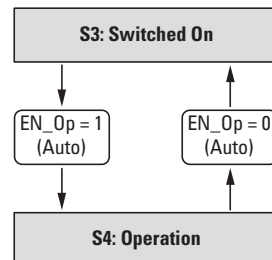 S3: Switched On
EN_Op = 1
(Auto)
EN_Op = 0
(Auto)
S4: Operation